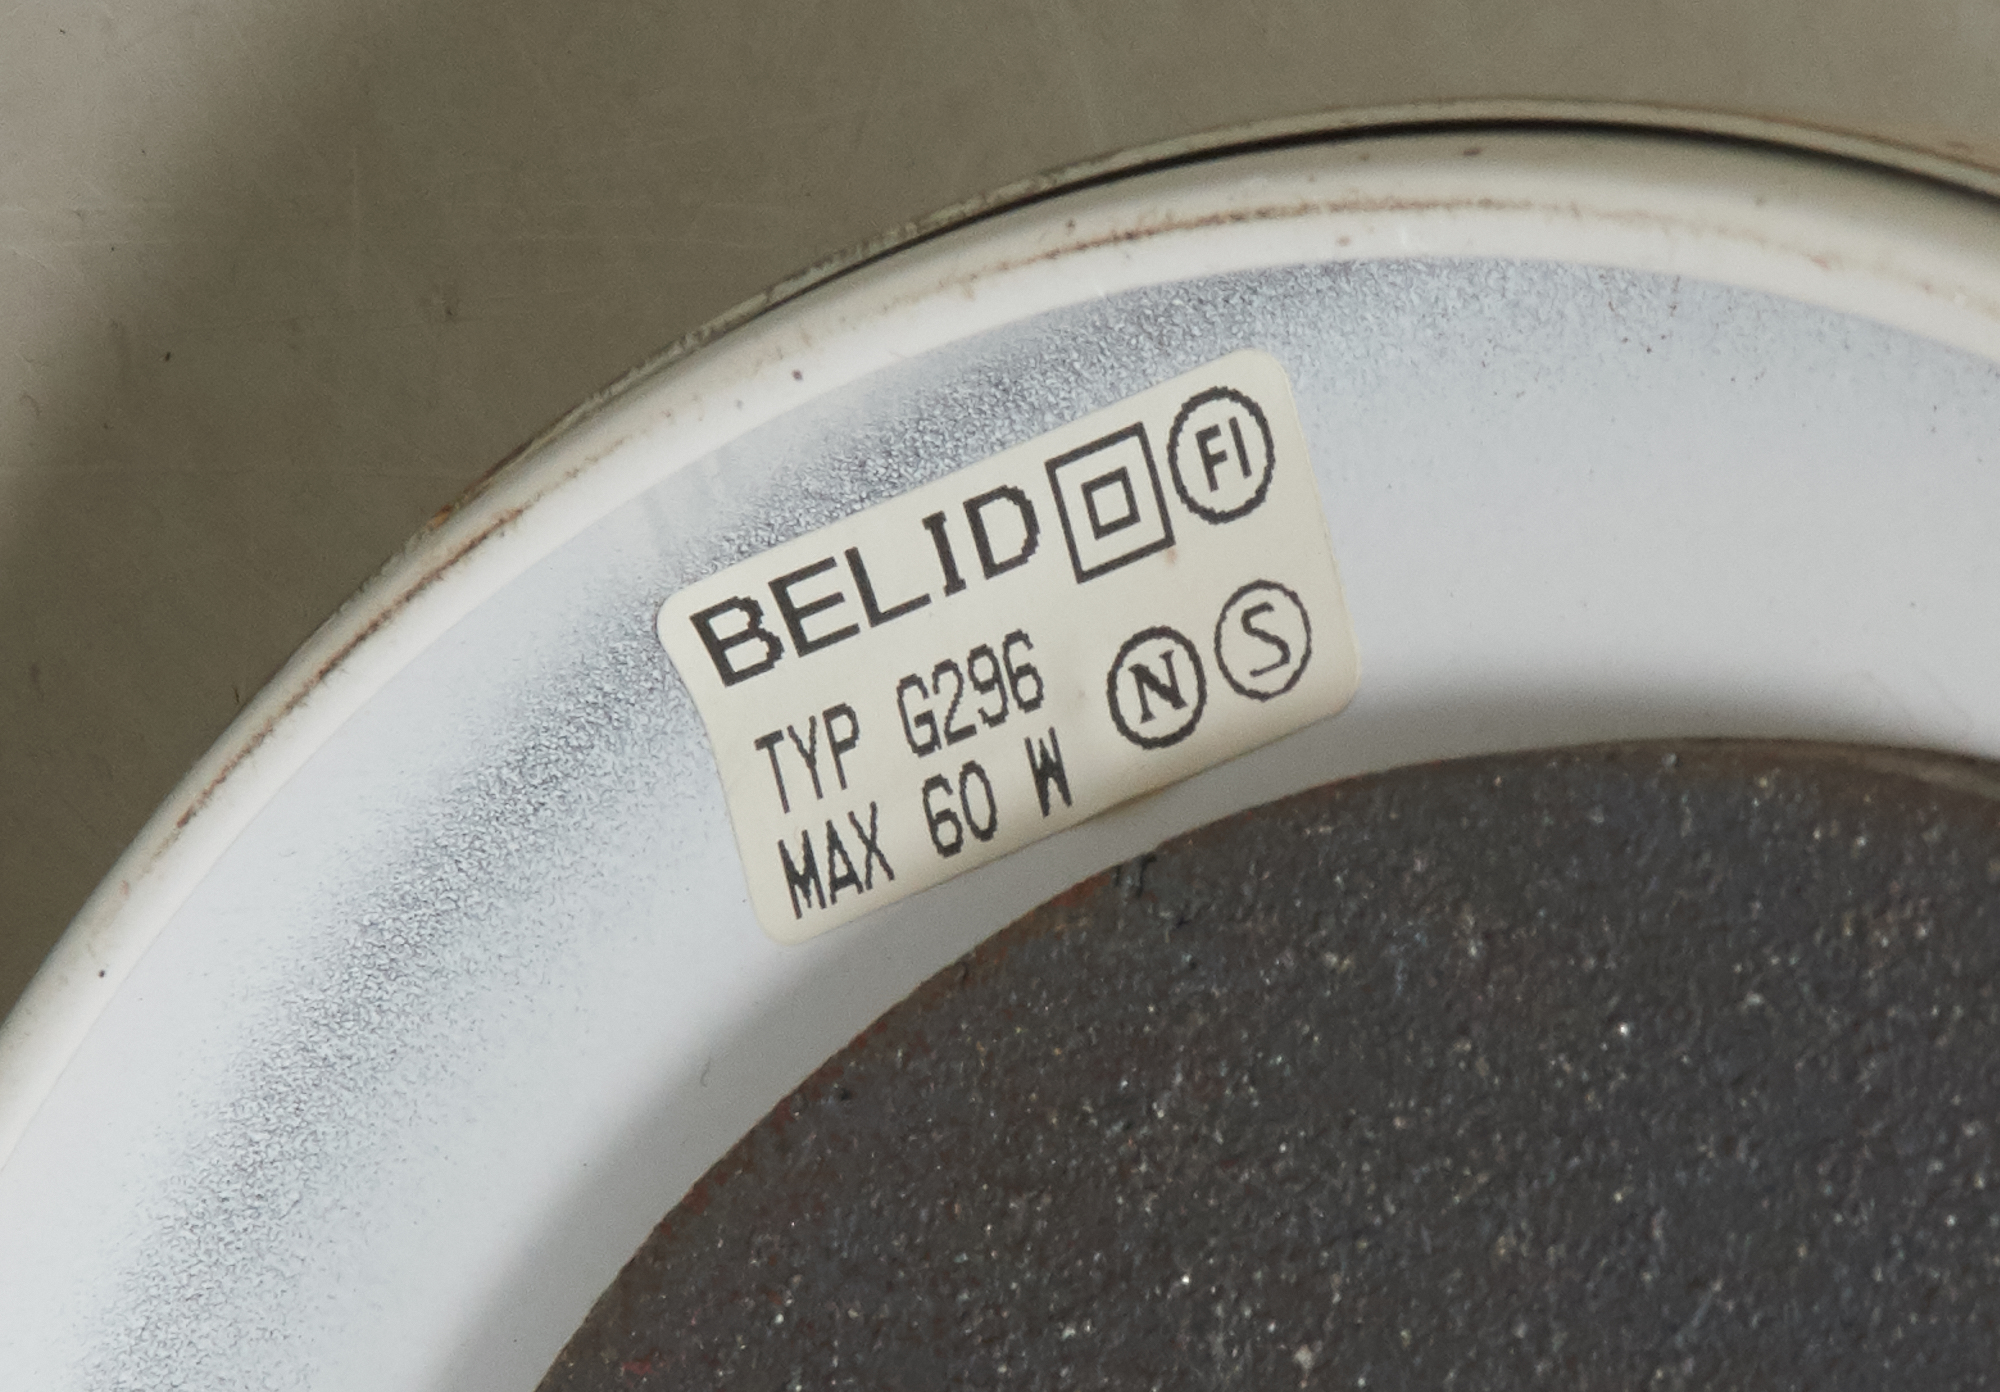 BELID FI
TYP G296 N S
MAX 60 W